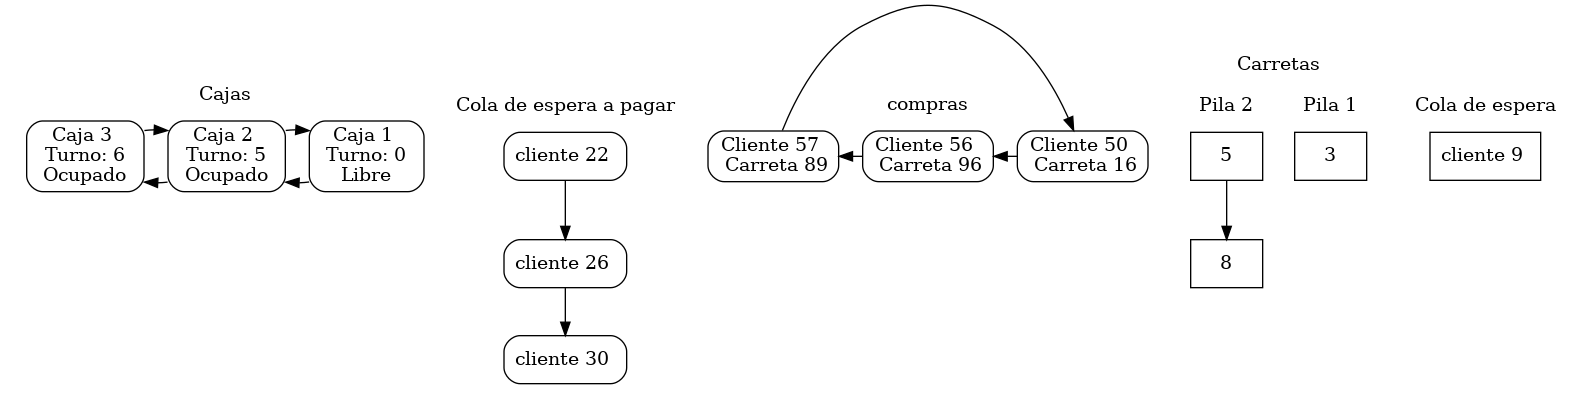 Cajas
Caja 3
Turno: 6
Ocupado
Caja 2
Turno: 5
Ocupado
Caja 1
Turno: 0
Libre
Cola de espera a pagar
cliente 22
cliente 26
cliente 30
compras
Cliente 57
Carreta 89
Cliente 56
Carreta 96
Cliente 50
Carreta 16
Carretas
Pila 2
5
8
Pila 1
3
Cola de espera
cliente 9